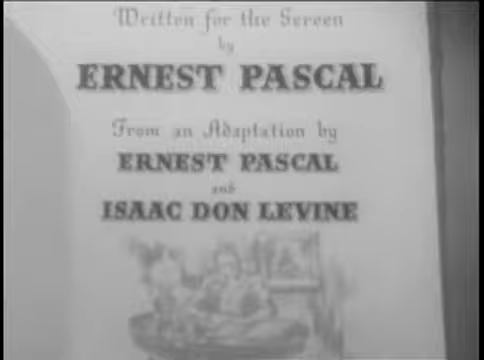 Written for the Screen
by
ERNEST PASCAL
From an Adaptation by
ERNEST PASCAL
and
ISAAC DON LEVINE